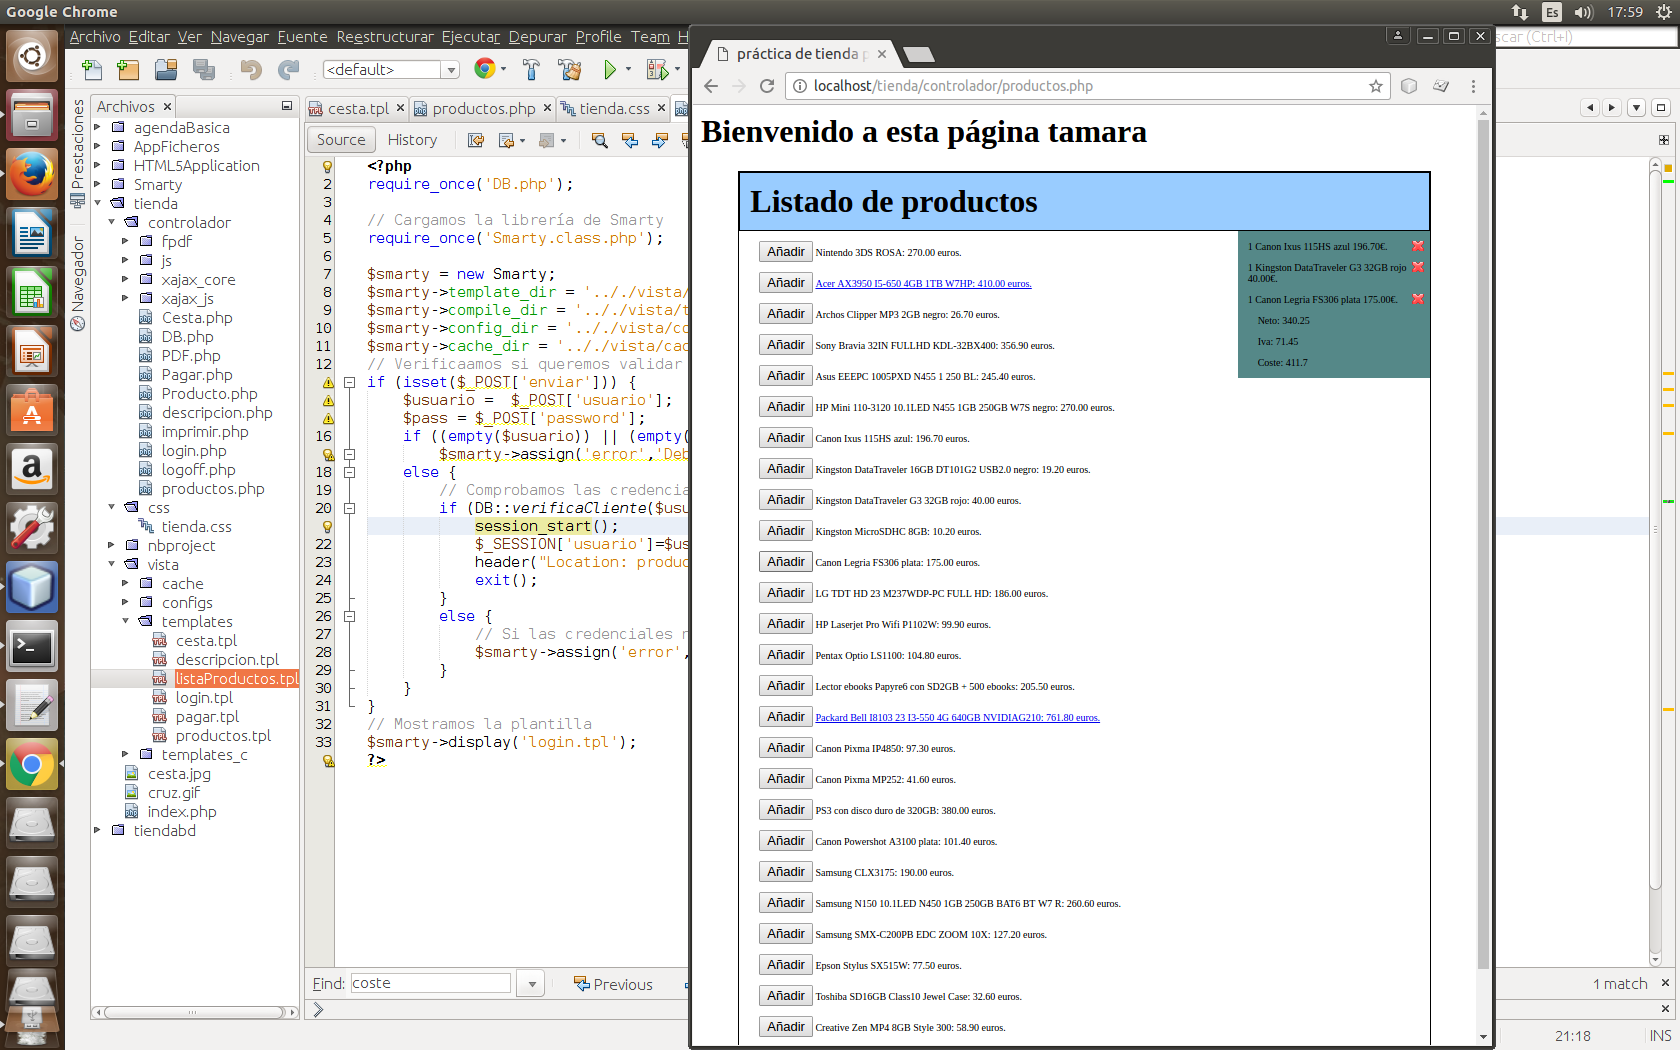 Google Chrome
Es
17:59
Archivo Editar Ver Navegar Fuente Reestructurar Ejecutar Depurar Profile Team H
scar (Ctrl+I)
<default>
práctica de tienda p
localhost/tienda/controlador/productos.php
Prestaciones
Navegador
Archivos
agendaBasica
AppFicheros
HTML5Application
Smarty
tienda
controlador
fpdf
js
xajax_core
xajax_js
Cesta.php
DB.php
PDF.php
Pagar.php
Producto.php
descripcion.php
imprimir.php
login.php
logoff.php
productos.php
css
tienda.css
nbproject
vista
cache
configs
templates
cesta.tpl
descripcion.tpl
listaProductos.tpl
login.tpl
pagar.tpl
productos.tpl
templates_c
cesta.jpg
cruz.gif
index.php
tiendabd
cesta.tpl productos.php tienda.css
Source History
<?php
2 require_once('DB.php');
3
4 // Cargamos la librería de Smarty
5 require_once('Smarty.class.php');
6
7 $smarty = new Smarty;
8 $smarty->template_dir = '../vista/
9 $smarty->compile_dir = '../vista/t
10 $smarty->config_dir = '../vista/co
11 $smarty->cache_dir = '../vista/cac
12 // Verificaamos si queremos validar
if (isset($_POST['enviar'])) {
$usuario = $_POST['usuario'];
$pass = $_POST['password'];
16 if ((empty($usuario)) || (empty(
$smarty->assign('error','Deb
18 else {
19 // Comprobamos las credencia
20 if (DB::verificaCliente($usu
session_start();
22 $_SESSION['usuario']=$us
23 header("Location: produc
24 exit();
25 }
26 else {
27 // Si las credenciales n
28 $smarty->assign('error',
29 }
30 }
31 }
32 // Mostramos la plantilla
33 $smarty->display('login.tpl');
?>
Find: coste Previous
1 match
21:18 INS
Bienvenido a esta página tamara
Listado de productos
Añadir Nintendo 3DS ROSA: 270.00 euros.
Añadir Acer AX3950 I5-650 4GB 1TB W7HP: 410.00 euros.
Añadir Archos Clipper MP3 2GB negro: 26.70 euros.
Añadir Sony Bravia 32IN FULLHD KDL-32BX400: 356.90 euros.
Añadir Asus EEEPC 1005PXD N455 1 250 BL: 245.40 euros.
Añadir HP Mini 110-3120 10.1LED N455 1GB 250GB W7S negro: 270.00 euros.
Añadir Canon Ixus 115HS azul: 196.70 euros.
Añadir Kingston DataTraveler 16GB DT101G2 USB2.0 negro: 19.20 euros.
Añadir Kingston DataTraveler G3 32GB rojo: 40.00 euros.
Añadir Kingston MicroSDHC 8GB: 10.20 euros.
Añadir Canon Legria FS306 plata: 175.00 euros.
Añadir LG TDT HD 23 M237WDP-PC FULL HD: 186.00 euros.
Añadir HP Laserjet Pro Wifi P1102W: 99.90 euros.
Añadir Pentax Optio LS1100: 104.80 euros.
Añadir Lector ebooks Papyre6 con SD2GB + 500 ebooks: 205.50 euros.
Añadir Packard Bell I8103 23 I3-550 4G 640GB NVIDIAG210: 761.80 euros.
Añadir Canon Pixma IP4850: 97.30 euros.
Añadir Canon Pixma MP252: 41.60 euros.
Añadir PS3 con disco duro de 320GB: 380.00 euros.
Añadir Canon Powershot A3100 plata: 101.40 euros.
Añadir Samsung CLX3175: 190.00 euros.
Añadir Samsung N150 10.1LED N450 1GB 250GB BAT6 BT W7 R: 260.60 euros.
Añadir Samsung SMX-C200PB EDC ZOOM 10X: 127.20 euros.
Añadir Epson Stylus SX515W: 77.50 euros.
Añadir Toshiba SD16GB Class10 Jewel Case: 32.60 euros.
Añadir Creative Zen MP4 8GB Style 300: 58.90 euros.
1 Canon Ixus 115HS azul 196.70€.
1 Kingston DataTraveler G3 32GB rojo
40.00€.
1 Canon Legria FS306 plata 175.00€.
Neto: 340.25
Iva: 71.45
Coste: 411.7